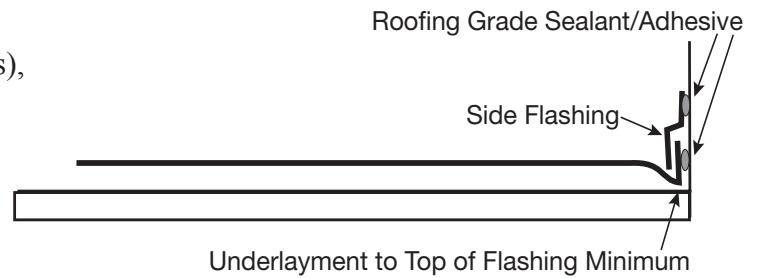 Roofing Grade Sealant/Adhesive
s),
Side Flashing
Underlayment to Top of Flashing Minimum